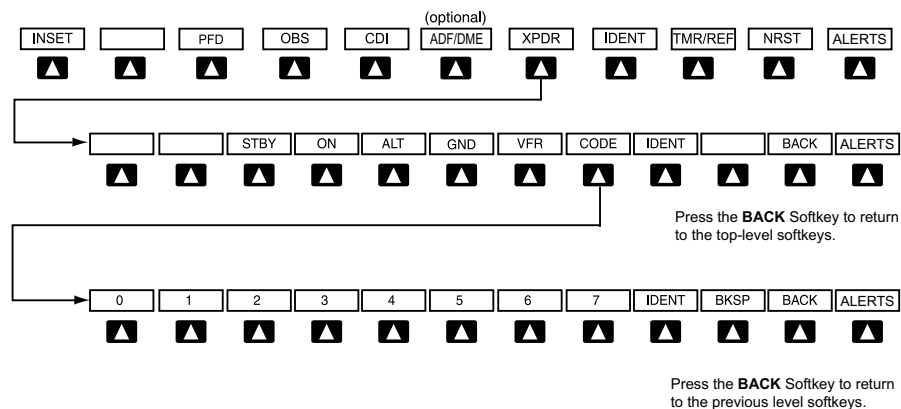 (optional)
INSET PFD OBS CDI ADF/DME XPDR IDENT TMR/REF NRST ALERTS
STBY ON ALT GND VFR CODE IDENT BACK ALERTS
Press the BACK Softkey to return
to the top-level softkeys.
0 1 2 3 4 5 6 7 IDENT BKSP BACK ALERTS
Press the BACK Softkey to return
to the previous level softkeys.